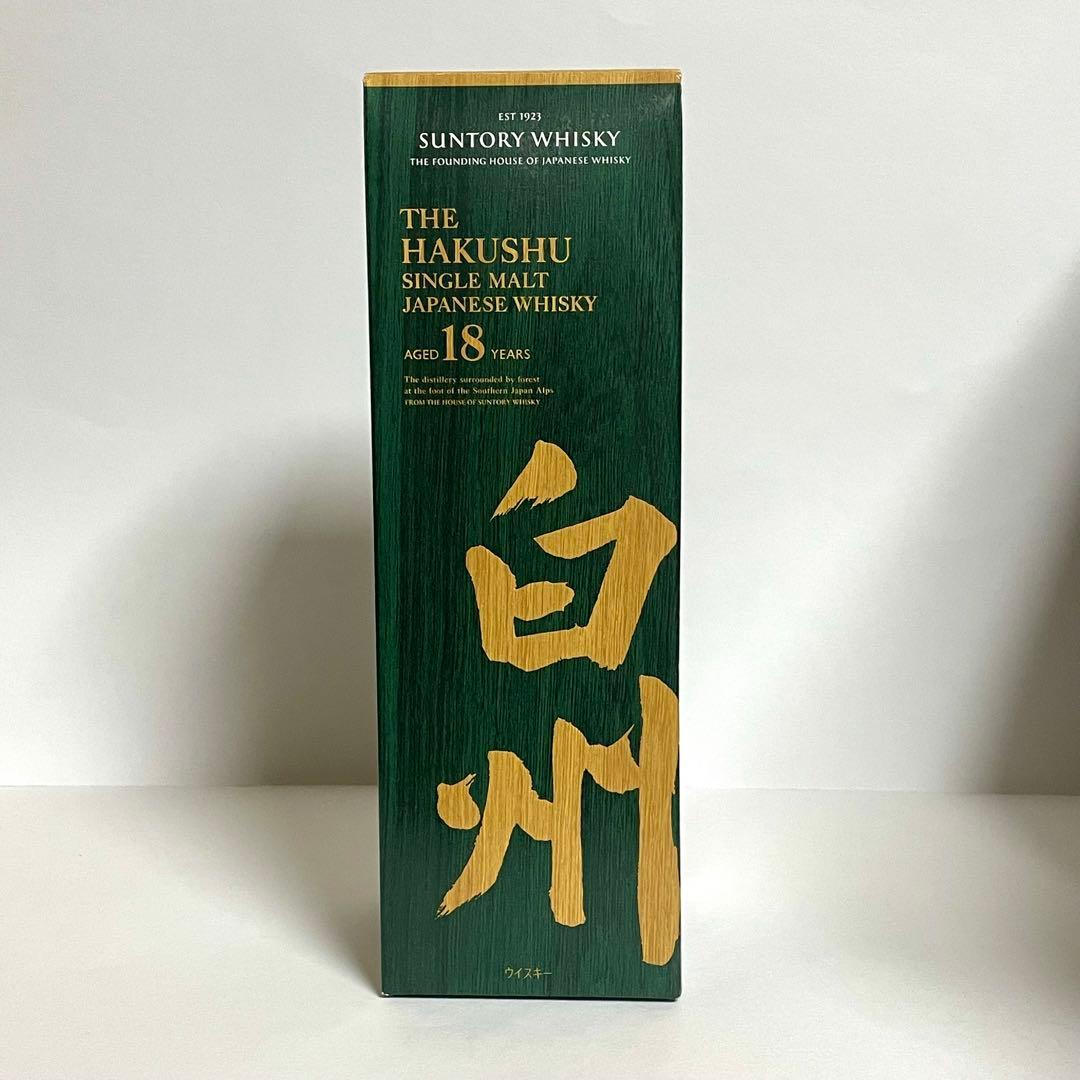 EST 1923
SUNTORY WHISKY
THE FOUNDING HOUSE OF JAPANESE WHISKY
THE
HAKUSHU
SINGLE MALT
JAPANESE WHISKY
AGED 18 YEARS
The distillery surrounded by forest
at the foot of the Southern Japan Alps
FROM THE HOUSE OF SUNTORY WHISKY
白
州
ウイスキー